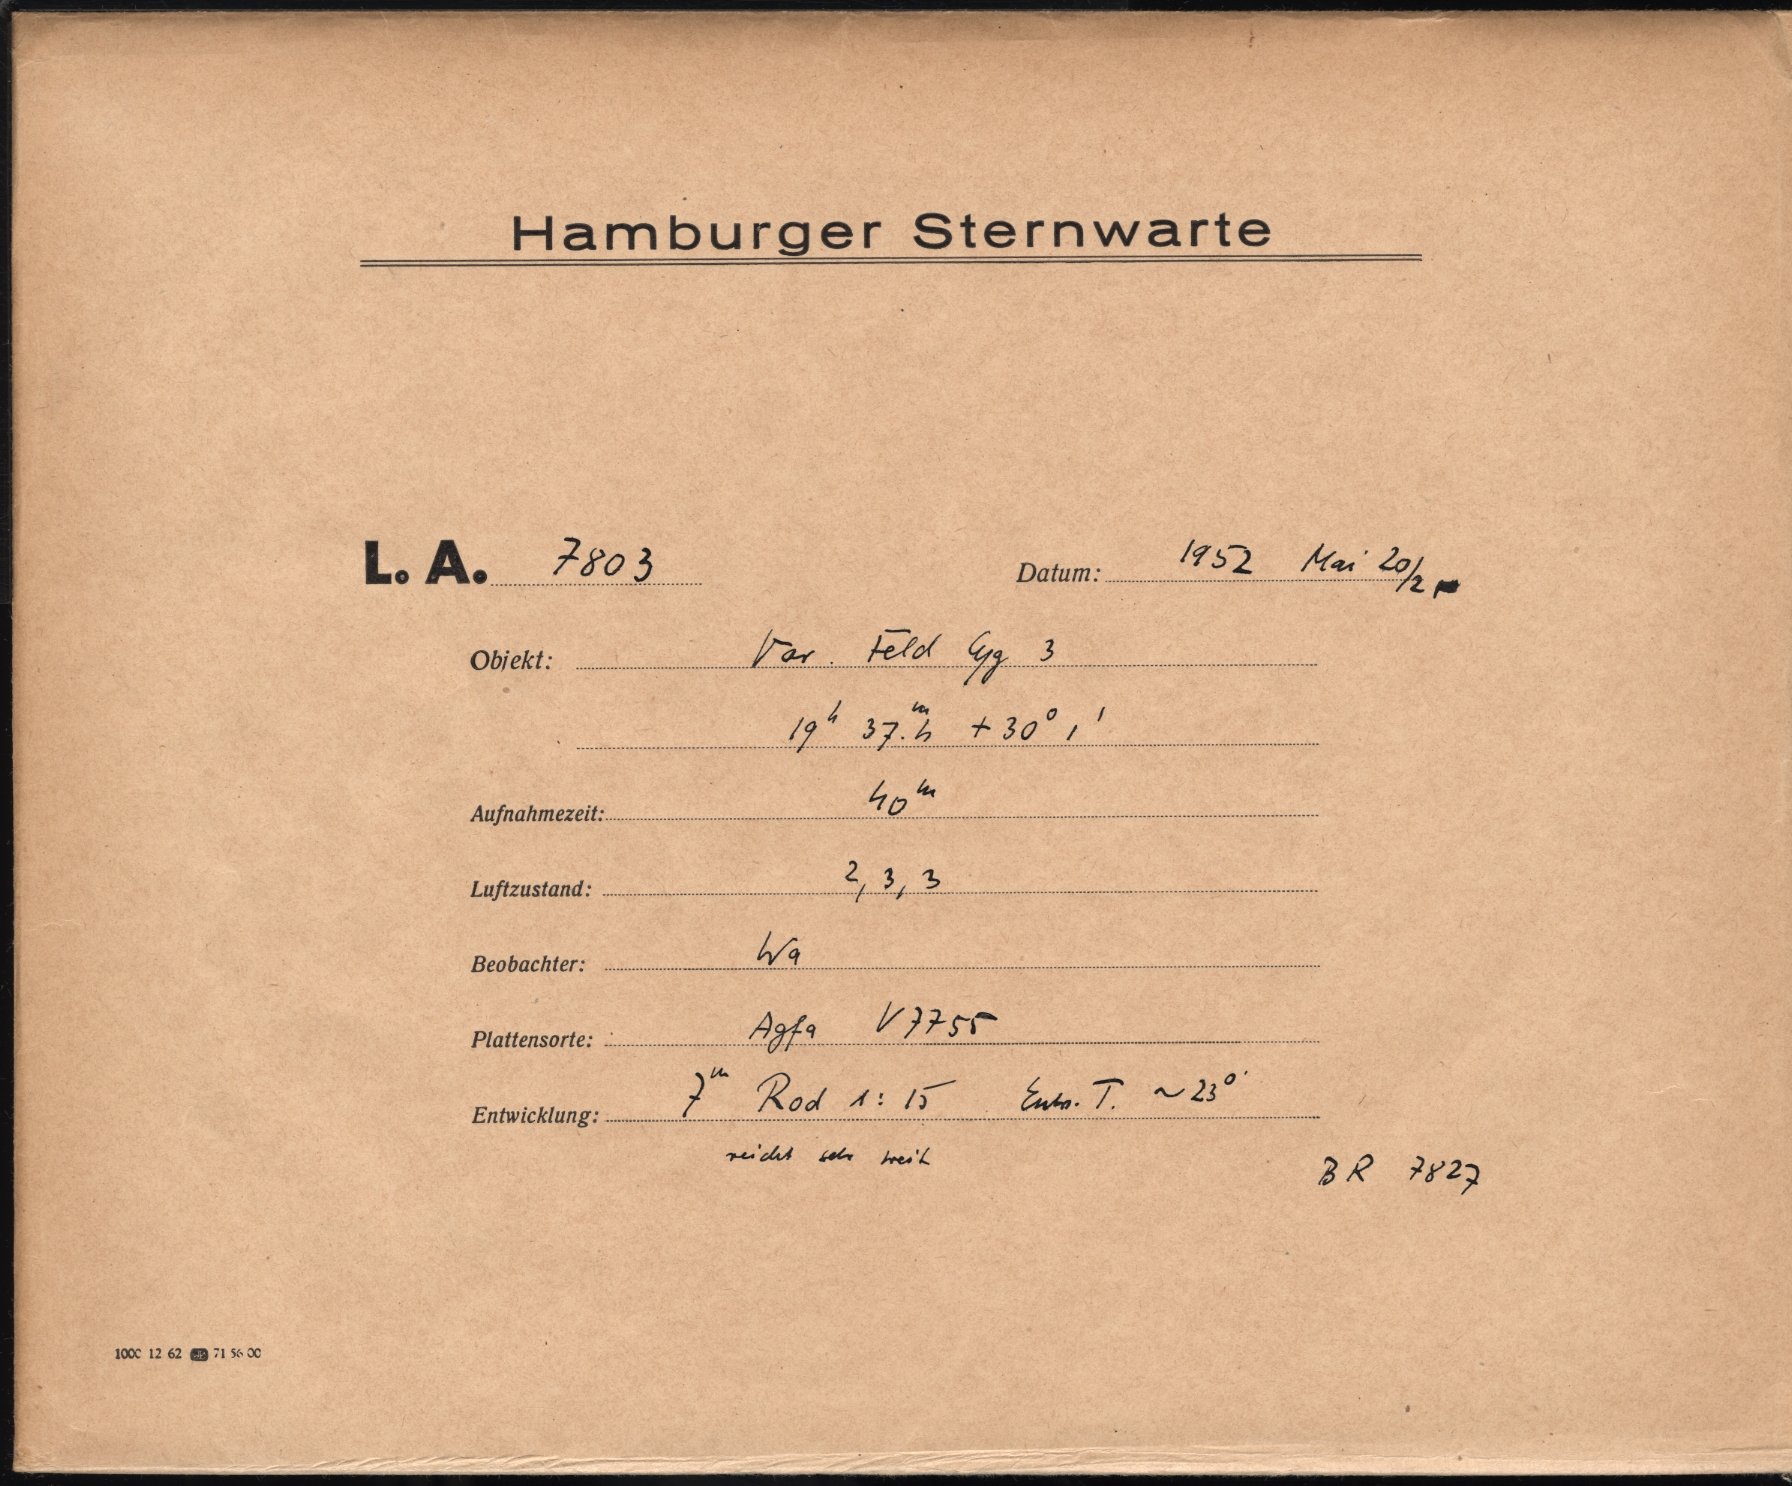 Hamburger Sternwarte
L. A. 7803 Datum: 1952 Mai 20/2
Objekt: Var. Feld Cyg 3
19h 37.m4 +30° 1'
Aufnahmezeit: 40m
Luftzustand: 2, 3, 3
Beobachter: Wa
Plattensorte: Agfa V7755
Entwicklung: 7m Rod 1:15 Entw. T. ~23°
reicht sehr weit
BR 7827
1000 12 62 71 56 00